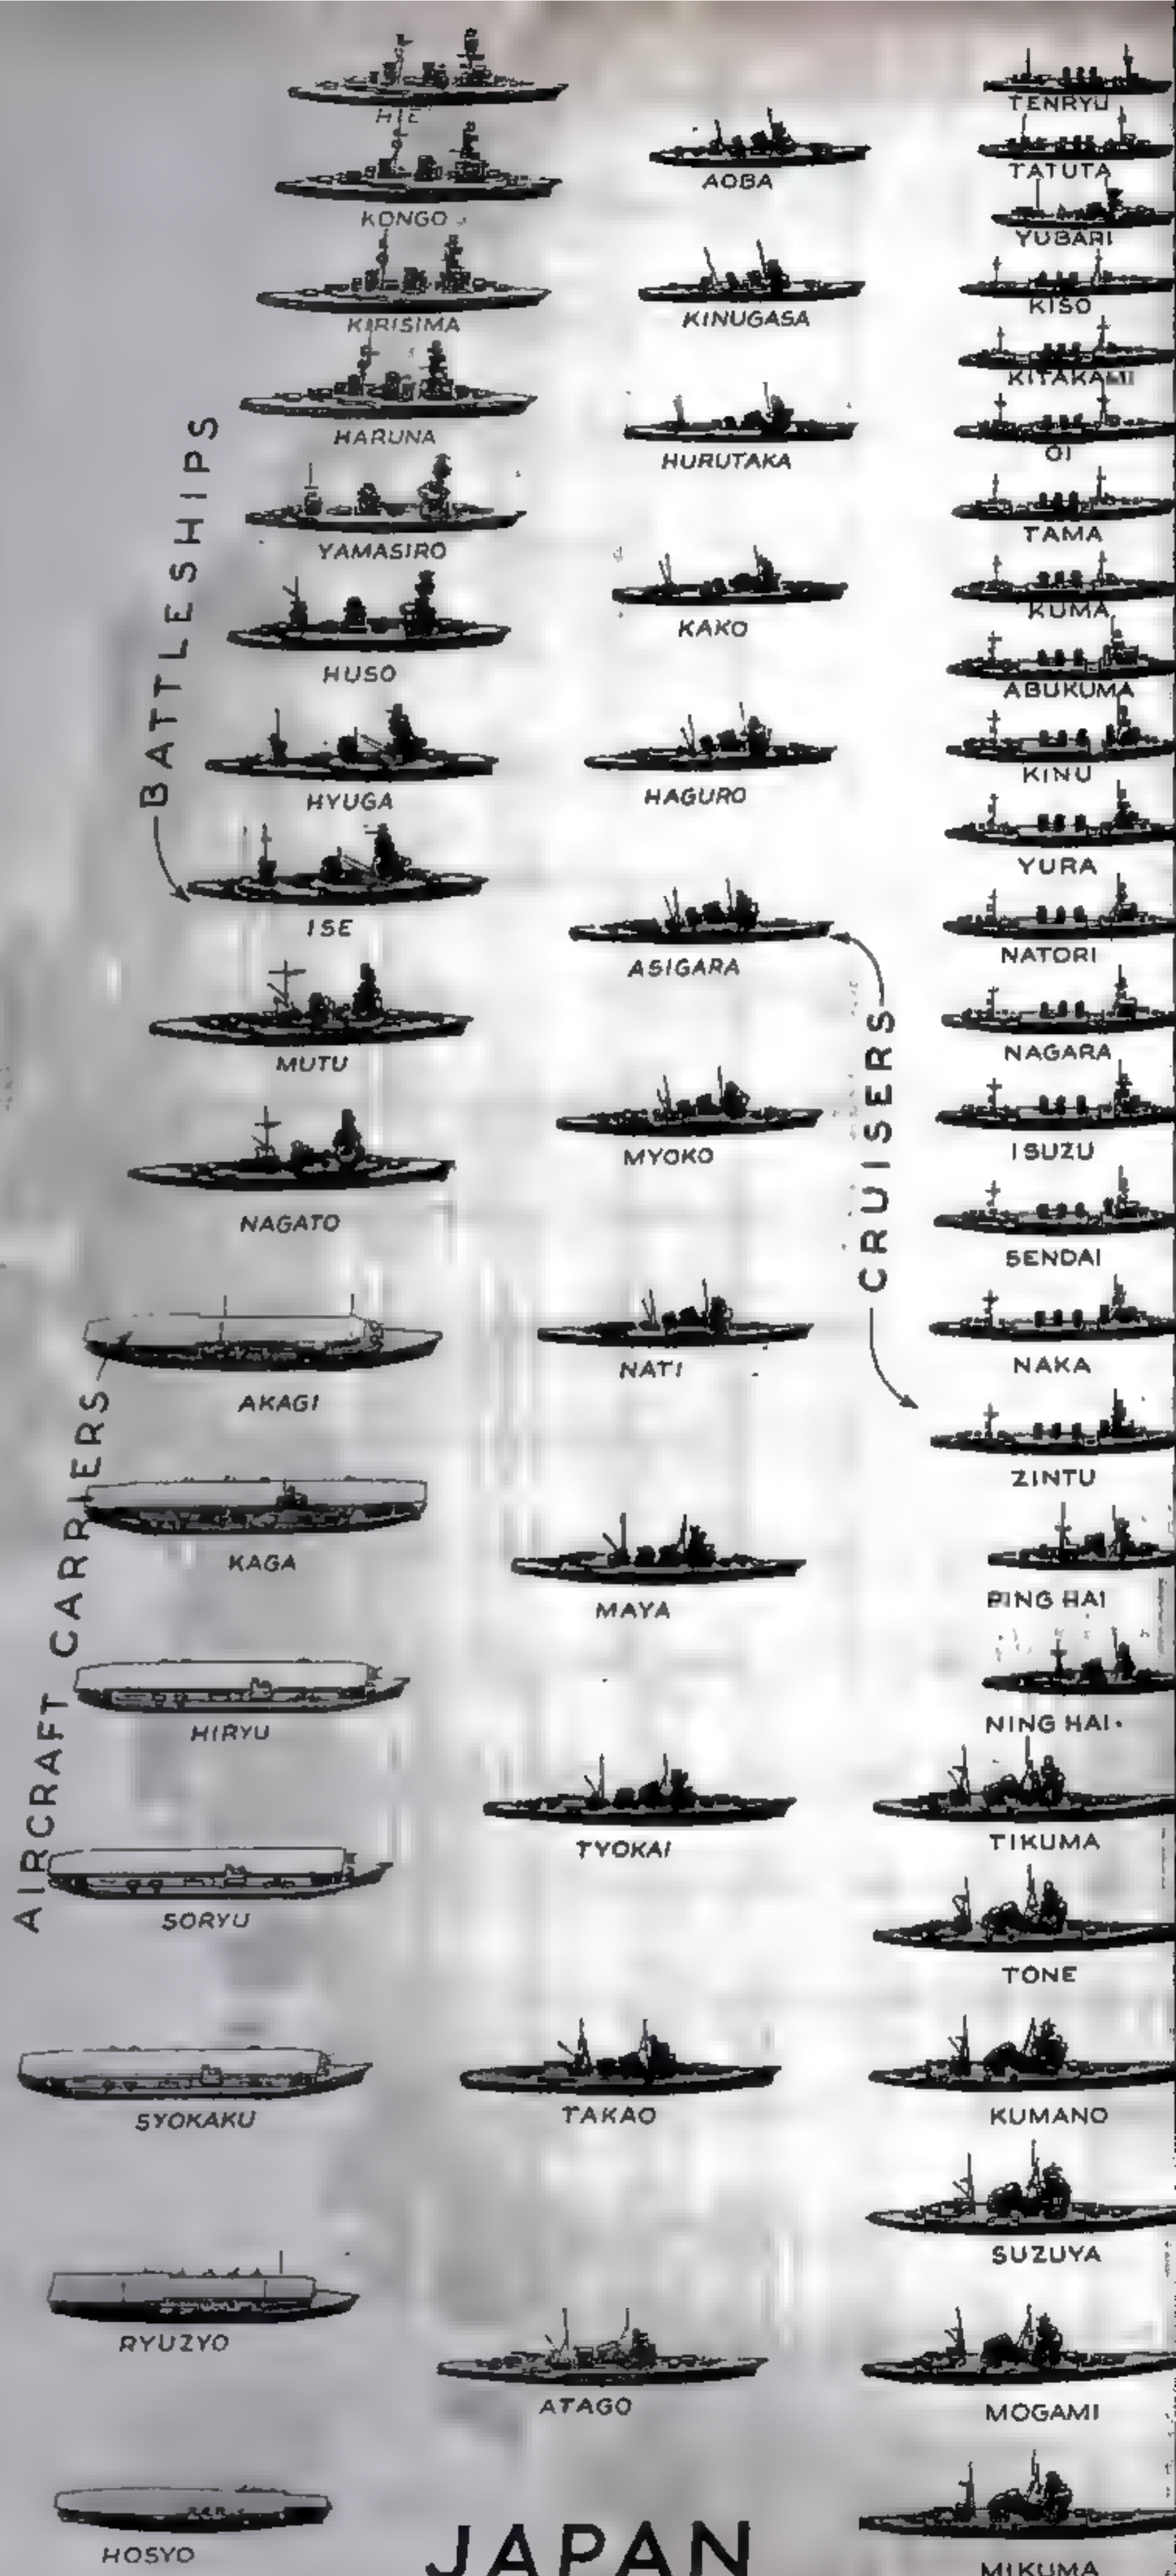 BATTLESHIPS
HIE
KONGO
KIRISIMA
HARUNA
YAMASIRO
HUSO
HYUGA
ISE
MUTU
NAGATO
AIRCRAFT CARRIERS
AKAGI
KAGA
HIRYU
SORYU
SYOKAKU
RYUZYO
HOSYO
AOBA
KINUGASA
HURUTAKA
KAKO
HAGURO
ASIGARA
MYOKO
NATI
MAYA
TYOKAI
TAKAO
ATAGO
CRUISERS
TENRYU
TATUTA
YUBARI
KISO
KITAKAMI
OI
TAMA
KUMA
ABUKUMA
KINU
YURA
NATORI
NAGARA
ISUZU
SENDAI
NAKA
ZINTU
PING HAI
NING HAI
TIKUMA
TONE
KUMANO
SUZUYA
MOGAMI
MIKUMA
JAPAN